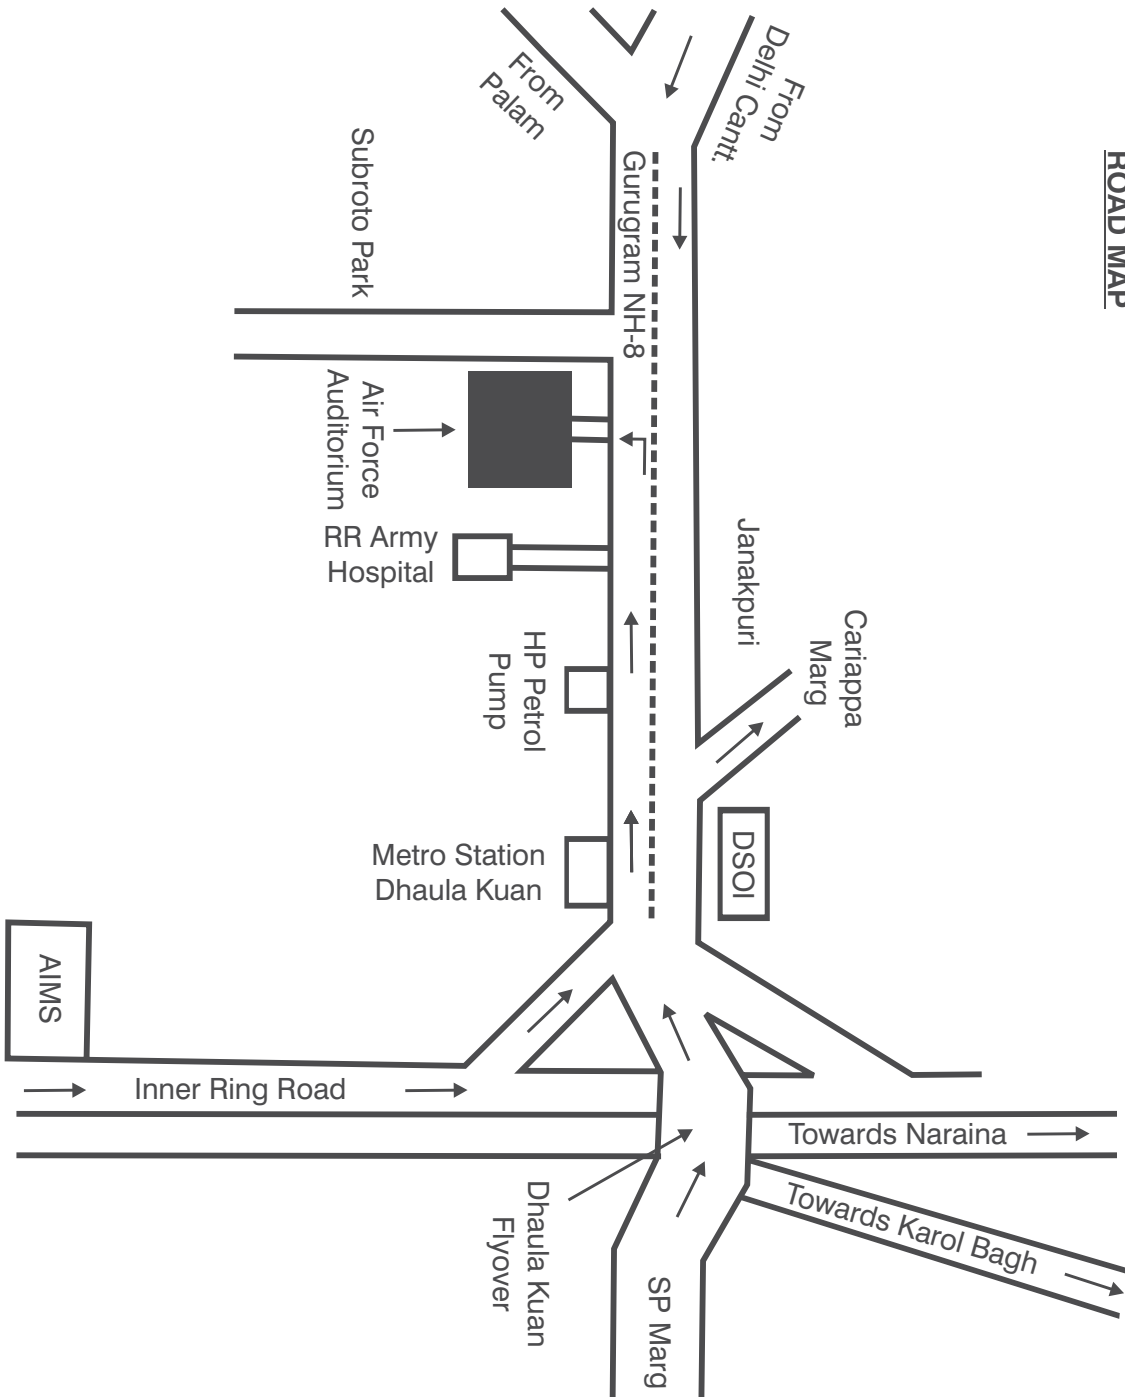 ROAD MAP
From
Delhi Cantt.
From
Palam
Subroto Park
Gurugram NH-8
Air Force
Auditorium
RR Army
Hospital
Janakpuri
Cariappa
Marg
HP Petrol
Pump
DSOI
Metro Station
Dhaula Kuan
AIMS
Inner Ring Road
Towards Naraina
Towards Karol Bagh
Dhaula Kuan
Flyover
SP Marg